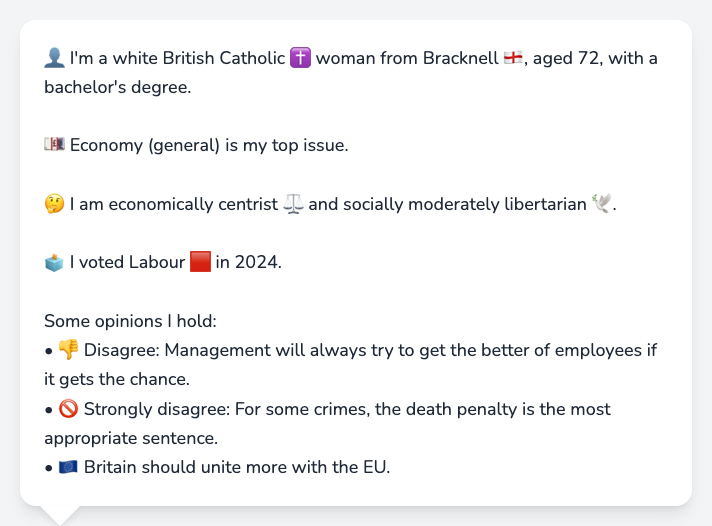 👤 I'm a white British Catholic ✝️ woman from Bracknell 🏴󠁧󠁢󠁥󠁮󠁧󠁿, aged 72, with a
bachelor's degree.
💷 Economy (general) is my top issue.
🤔 I am economically centrist ⚖️ and socially moderately libertarian 🕊️.
🗳️ I voted Labour 🟥 in 2024.
Some opinions I hold:
• 👎 Disagree: Management will always try to get the better of employees if
it gets the chance.
• 🚫 Strongly disagree: For some crimes, the death penalty is the most
appropriate sentence.
• 🇪🇺 Britain should unite more with the EU.